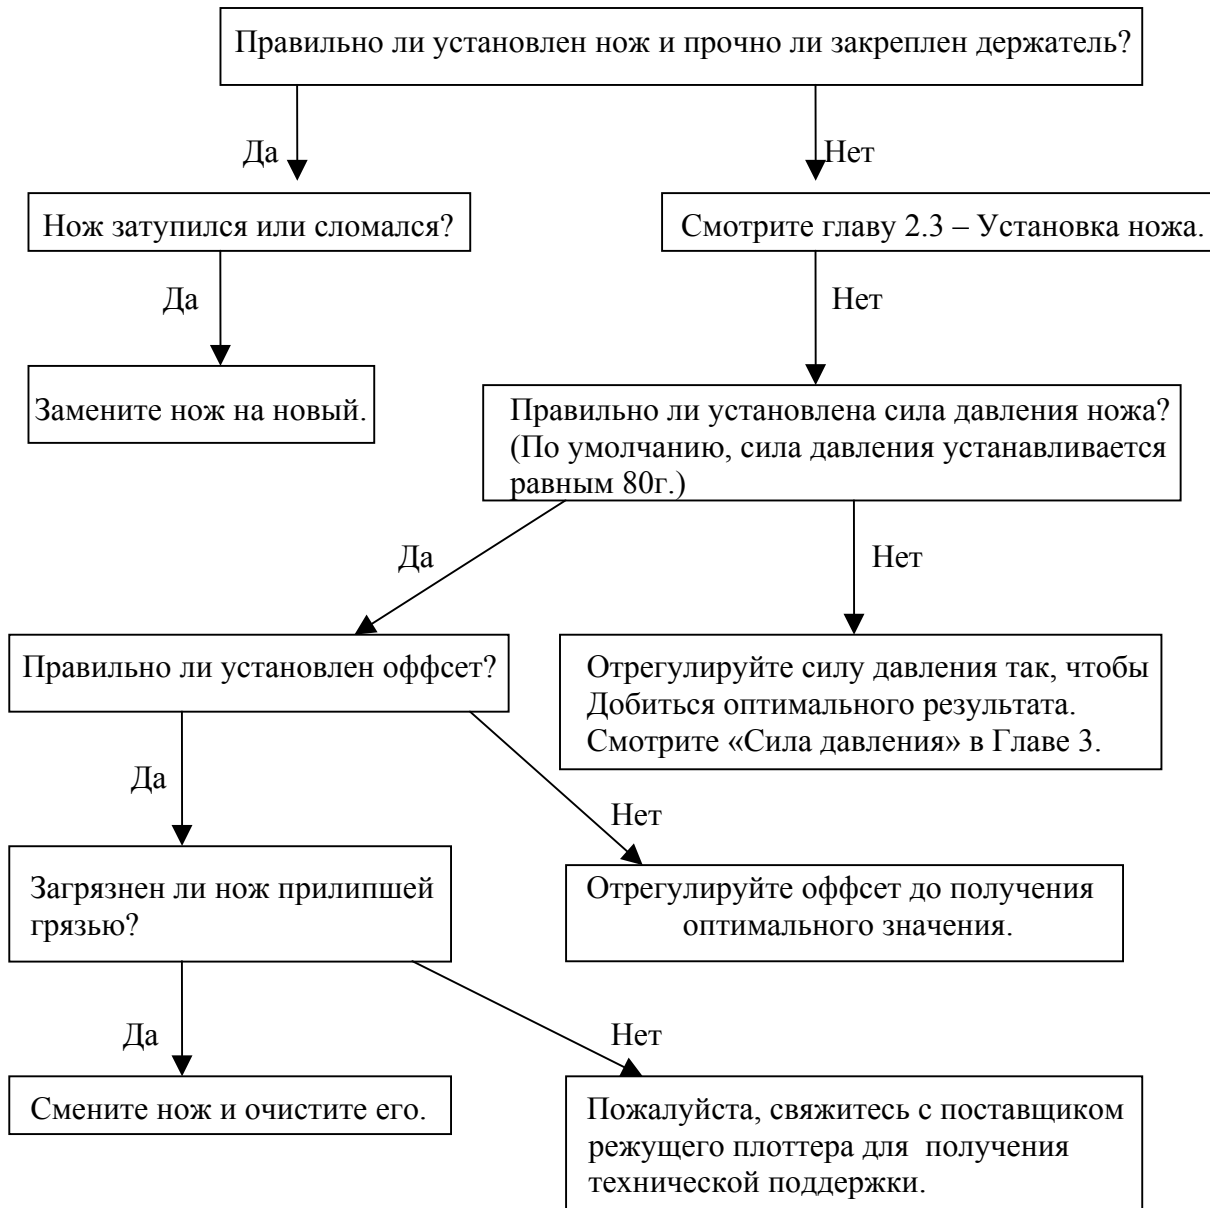 Правильно ли установлен нож и прочно ли закреплен держатель?
Да
Нет
Нож затупился или сломался?
Смотрите главу 2.3 – Установка ножа.
Да
Нет
Замените нож на новый.
Правильно ли установлена сила давления ножа?
(По умолчанию, сила давления устанавливается
равным 80г.)
Да
Нет
Правильно ли установлен оффсет?
Отрегулируйте силу давления так, чтобы
Добиться оптимального результата.
Смотрите «Сила давления» в Главе 3.
Да
Нет
Загрязнен ли нож прилипшей
грязью?
Отрегулируйте оффсет до получения
оптимального значения.
Да
Нет
Смените нож и очистите его.
Пожалуйста, свяжитесь с поставщиком
режущего плоттера для получения
технической поддержки.